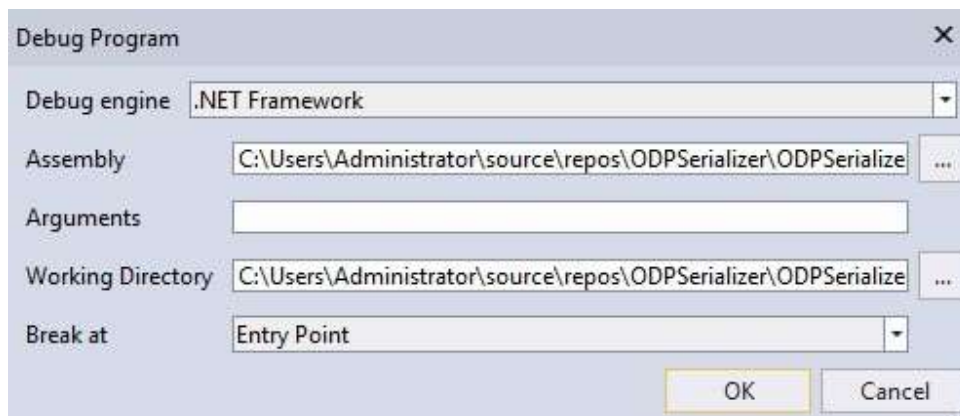 Debug Program
Debug engine .NET Framework
Assembly C:\Users\Administrator\source\repos\ODPSerializer\ODPSerialize ...
Arguments
Working Directory C:\Users\Administrator\source\repos\ODPSerializer\ODPSerialize ...
Break at Entry Point
OK Cancel